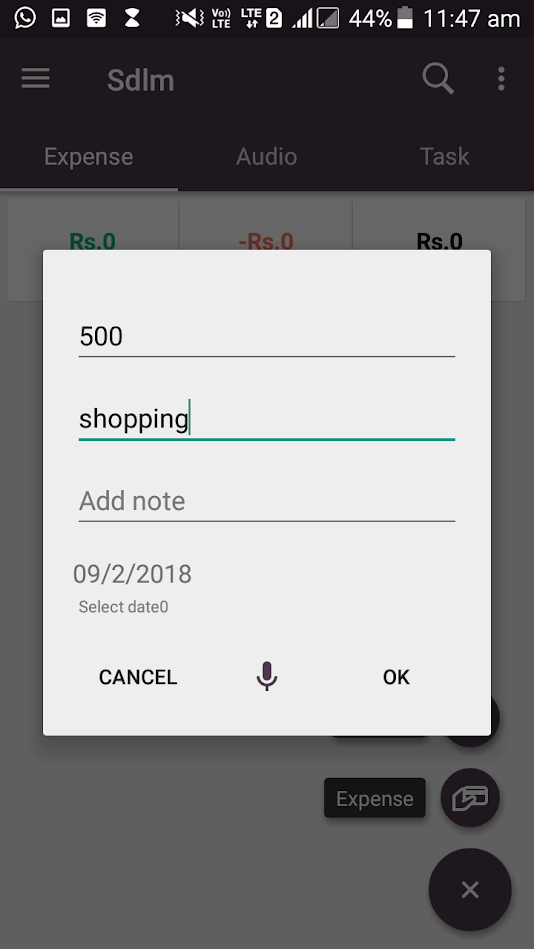 Vo)) LTE LTE 2 44% 11:47 am
Sdlm
Expense Audio Task
Rs.0 -Rs.0 Rs.0
500
shopping
Add note
09/2/2018
Select date0
CANCEL OK
Expense